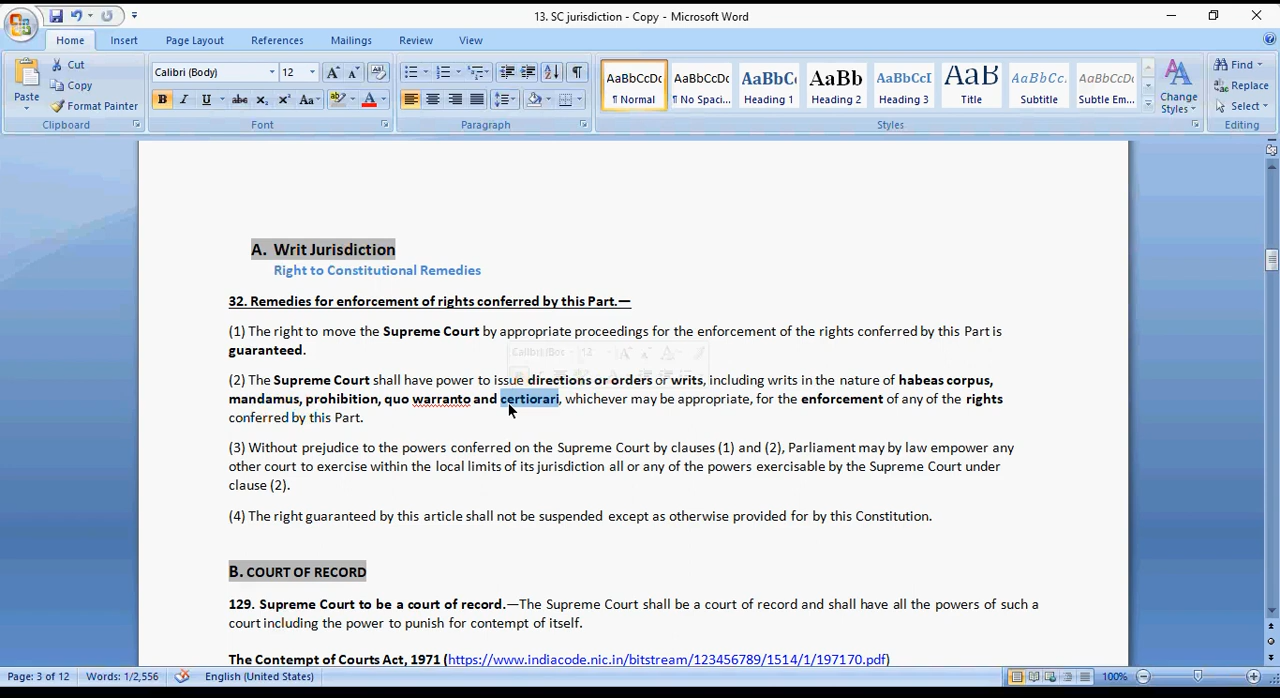 13. SC jurisdiction - Copy - Microsoft Word
Home Insert Page Layout References Mailings Review View
Paste Cut Copy Format Painter
Calibri (Body) 12
B I U abc
AaBbCcDc AaBbCcDc AaBbC AaBb AaBbCcI AaB AaBbCc. AaBbCcDc
¶ Normal ¶ No Spaci... Heading 1 Heading 2 Heading 3 Title Subtitle Subtle Em...
Change Styles
Find Replace Select
Clipboard Font Paragraph Styles Editing
A. Writ Jurisdiction
Right to Constitutional Remedies
32. Remedies for enforcement of rights conferred by this Part.—
(1) The right to move the Supreme Court by appropriate proceedings for the enforcement of the rights conferred by this Part is
guaranteed.
(2) The Supreme Court shall have power to issue directions or orders or writs, including writs in the nature of habeas corpus,
mandamus, prohibition, quo warranto and certiorari, whichever may be appropriate, for the enforcement of any of the rights
conferred by this Part.
(3) Without prejudice to the powers conferred on the Supreme Court by clauses (1) and (2), Parliament may by law empower any
other court to exercise within the local limits of its jurisdiction all or any of the powers exercisable by the Supreme Court under
clause (2).
(4) The right guaranteed by this article shall not be suspended except as otherwise provided for by this Constitution.
B. COURT OF RECORD
129. Supreme Court to be a court of record.—The Supreme Court shall be a court of record and shall have all the powers of such a
court including the power to punish for contempt of itself.
The Contempt of Courts Act, 1971 (https://www.indiacode.nic.in/bitstream/123456789/1514/1/197170.pdf)
Page: 3 of 12 Words: 1/2,556 English (United States) 100%